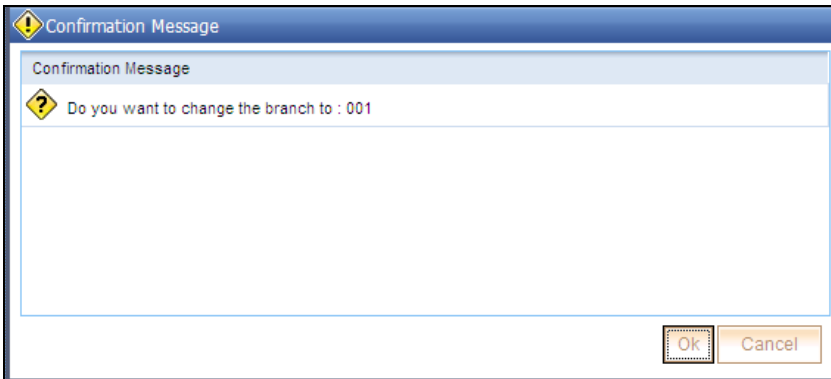 Confirmation Message
Confirmation Message
Do you want to change the branch to : 001
Ok Cancel